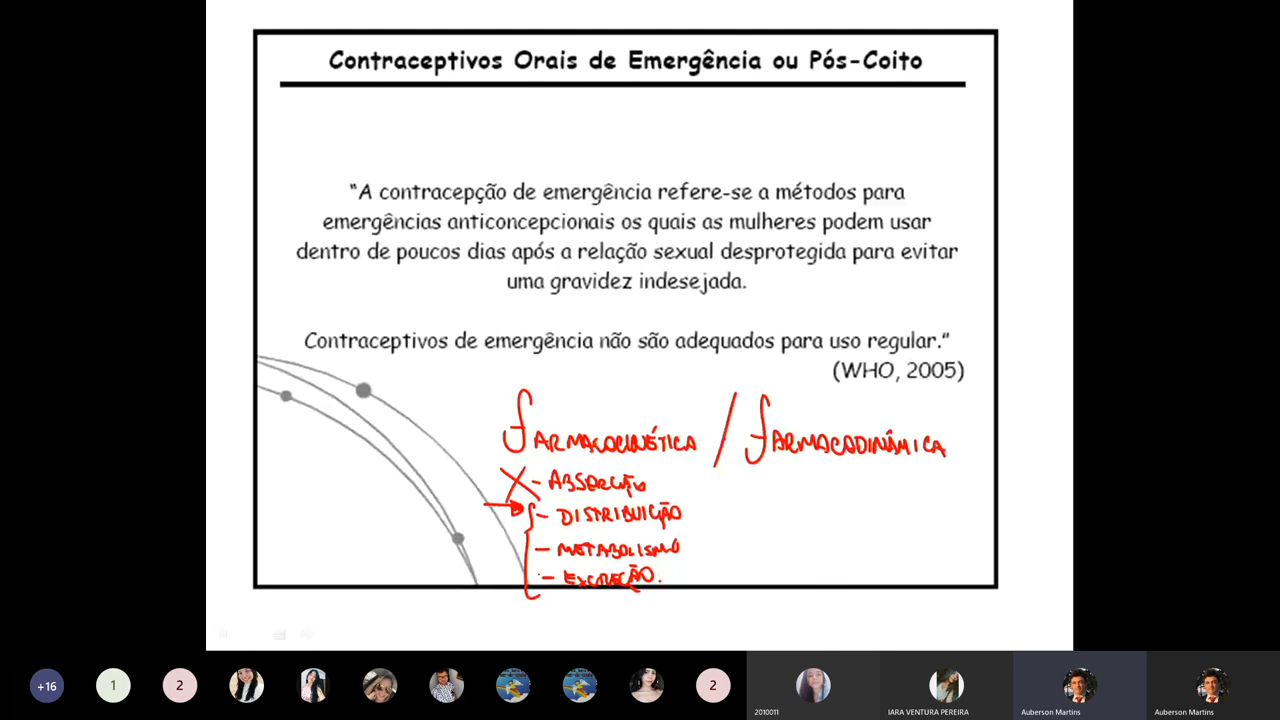 Contraceptivos Orais de Emergência ou Pós-Coito
“A contracepção de emergência refere-se a métodos para
emergências anticoncepcionais os quais as mulheres podem usar
dentro de poucos dias após a relação sexual desprotegida para evitar
uma gravidez indesejada.
Contraceptivos de emergência não são adequados para uso regular.”
(WHO, 2005)
FARMACOCINÉTICA / FARMACODINÂMICA
X - ABSORÇÃO
- DISTRIBUIÇÃO
- METABOLISMO
- EXCREÇÃO.
+16
1
2
2
2010011
IARA VENTURA PEREIRA
Auberson Martins
Auberson Martins